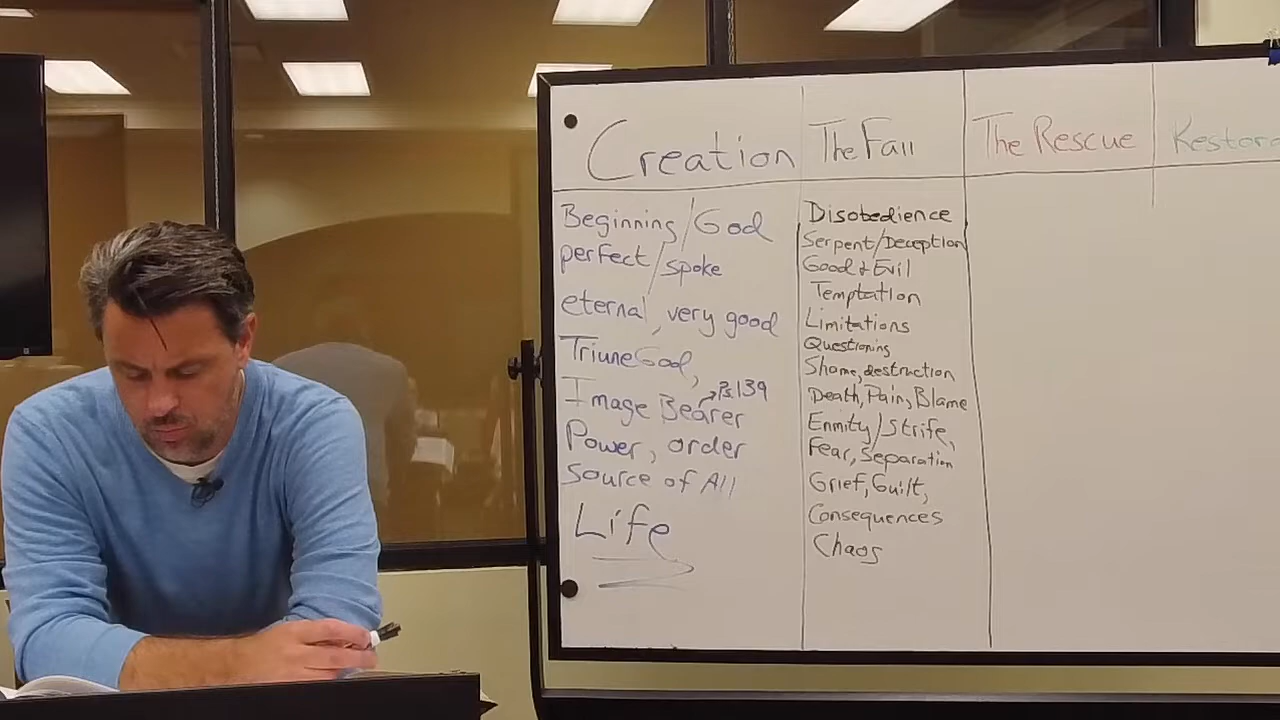 Creation
The Fall
The Rescue
Restora
Beginning/God
perfect/spoke
eternal, very good
Triune God,
Image Bearer → Ps. 139
Power, order
Source of All
Life
Disobedience
Serpent/Deception
Good & Evil
Temptation
Limitations
Questioning
Shame, destruction
Death, Pain, Blame
Enmity/Strife,
Fear, Separation
Grief, Guilt,
Consequences
Chaos